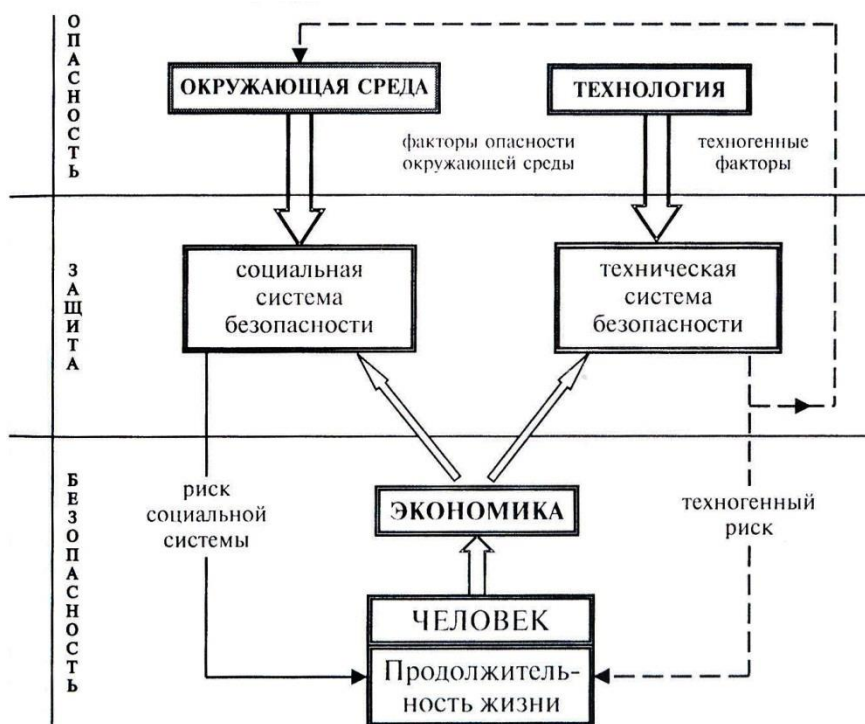 ОПАСНОСТЬ
ОКРУЖАЮЩАЯ СРЕДА
ТЕХНОЛОГИЯ
факторы опасности
окружающей среды
техногенные
факторы
ЗАЩИТА
социальная
система
безопасности
техническая
система
безопасности
БЕЗОПАСНОСТЬ
риск
социальной
системы
ЭКОНОМИКА
техногенный
риск
ЧЕЛОВЕК
Продолжитель-
ность жизни